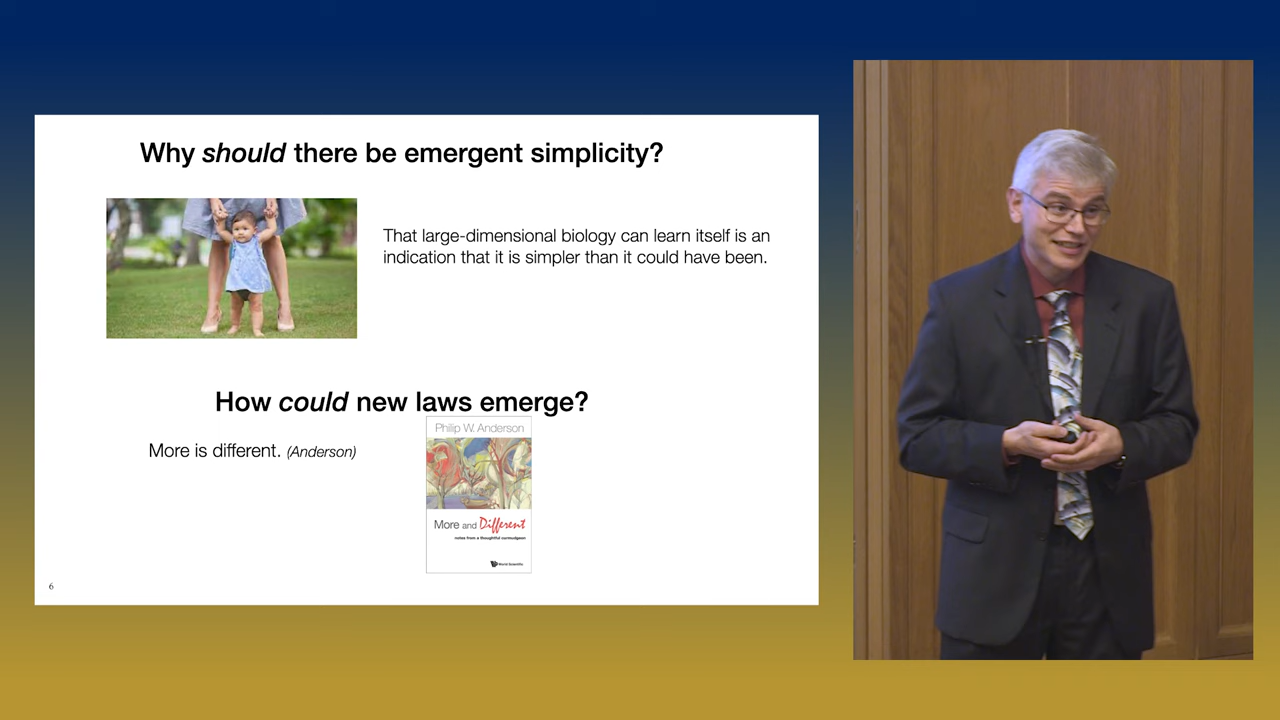 Why should there be emergent simplicity?
That large-dimensional biology can learn itself is an
indication that it is simpler than it could have been.
How could new laws emerge?
More is different. (Anderson)
Philip W. Anderson
More and Different
notes from a thoughtful curmudgeon
World Scientific
6